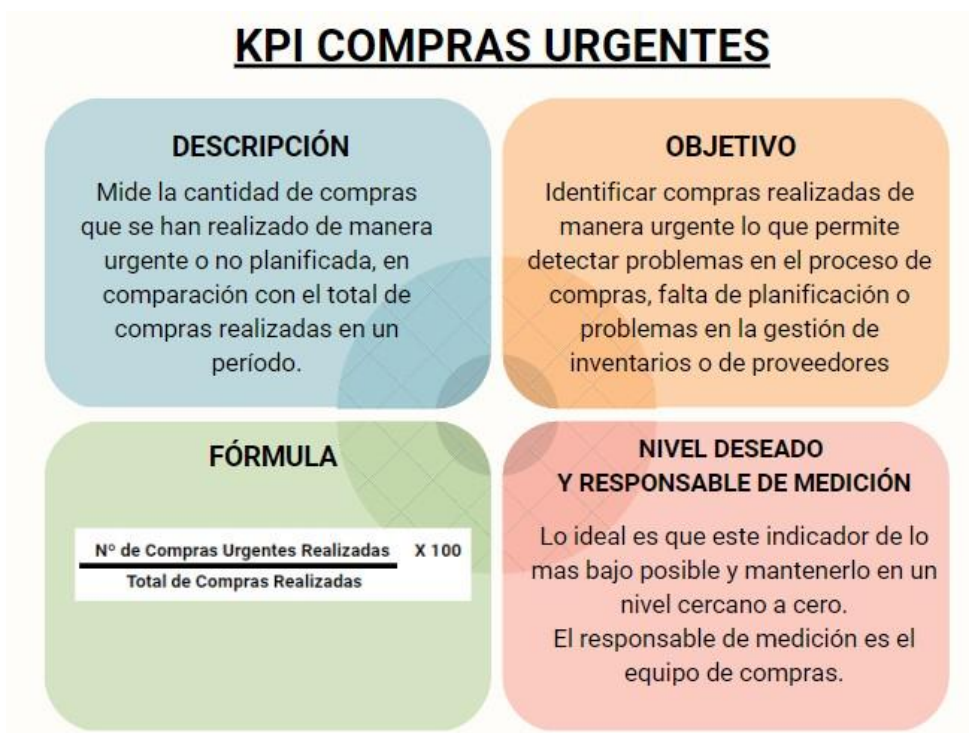 KPI COMPRAS URGENTES
DESCRIPCIÓN
Mide la cantidad de compras
que se han realizado de manera
urgente o no planificada, en
comparación con el total de
compras realizadas en un
período.
OBJETIVO
Identificar compras realizadas de
manera urgente lo que permite
detectar problemas en el proceso de
compras, falta de planificación o
problemas en la gestión de
inventarios o de proveedores
FÓRMULA
Nº de Compras Urgentes Realizadas X 100
Total de Compras Realizadas
NIVEL DESEADO
Y RESPONSABLE DE MEDICIÓN
Lo ideal es que este indicador de lo
mas bajo posible y mantenerlo en un
nivel cercano a cero.
El responsable de medición es el
equipo de compras.